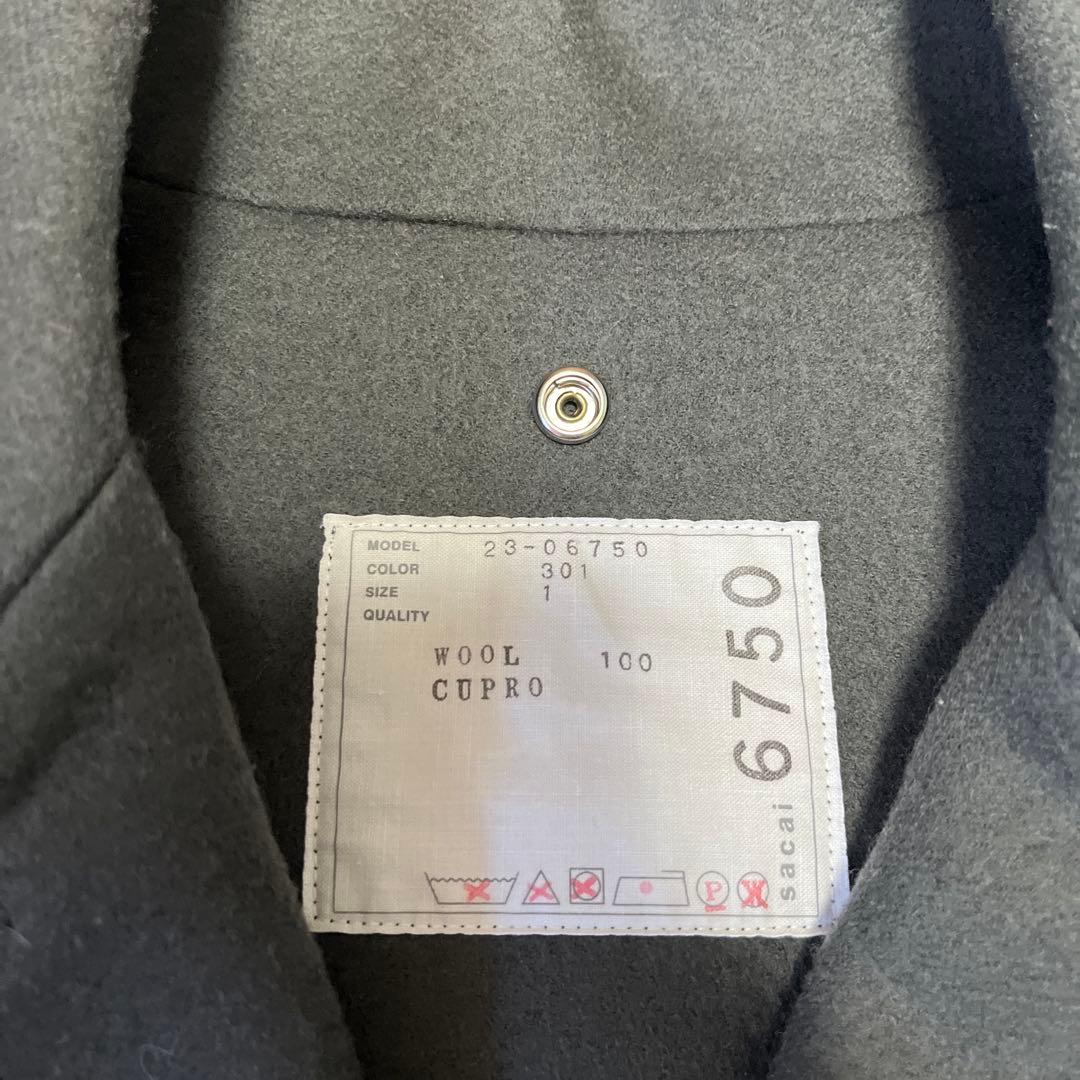 MODEL 23-06750
COLOR 301
SIZE 1
QUALITY
WOOL 100
CUPRO
sacai 6750
P
W